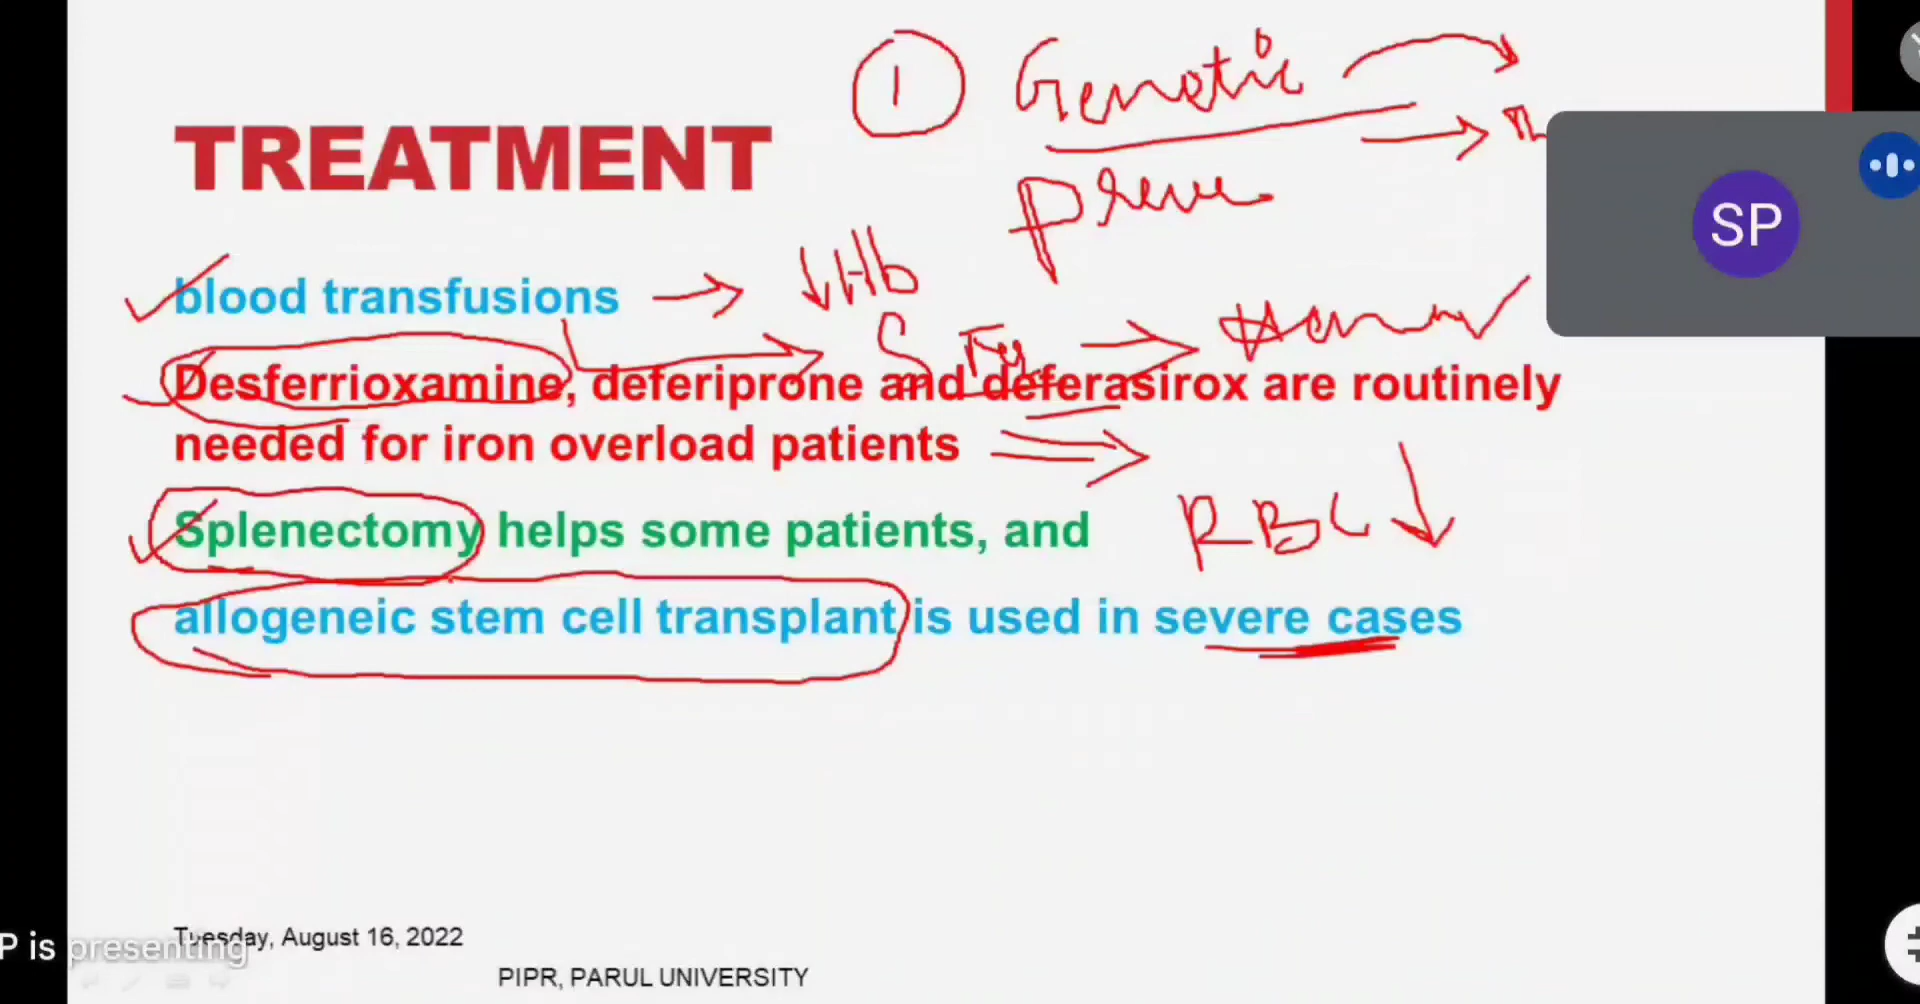 ① Genetic
TREATMENT
Preve
blood transfusions → ↓ Hb
S
Desferrioxamine, deferiprone and deferasirox are routinely
needed for iron overload patients
Splenectomy helps some patients, and
RBC ↓
allogeneic stem cell transplant is used in severe cases
SP
Tuesday, August 16, 2022
P is presenting
PIPR, PARUL UNIVERSITY